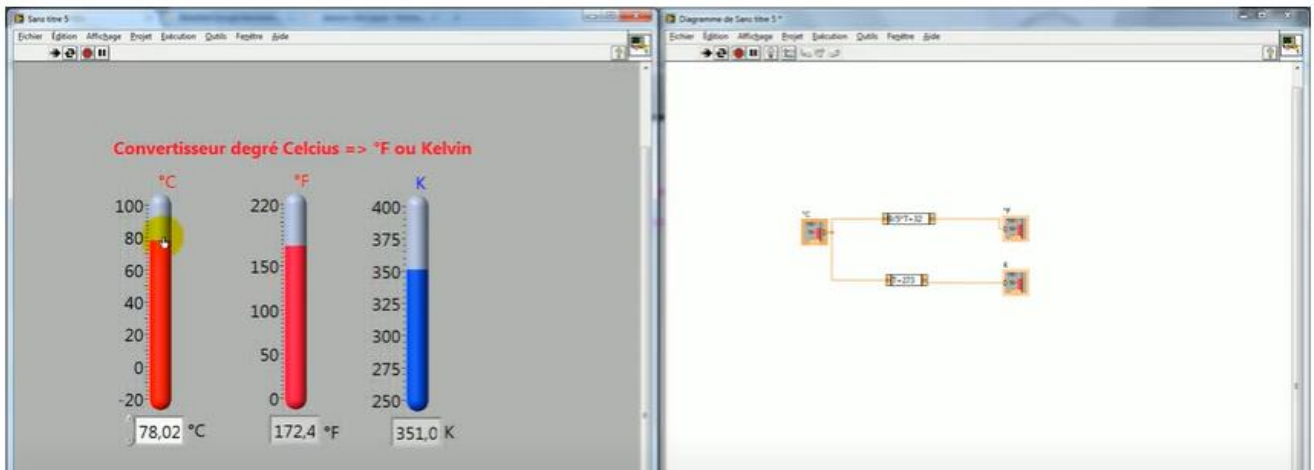 Sans titre 5
Fichier Édition Affichage Projet Exécution Outils Fenêtre Aide
Convertisseur degré Celcius => °F ou Kelvin
°C °F K
100 220 400
80 375
60 150 350
40 100 325
20 300
0 50 275
-20 0 250
78,02 °C 172,4 °F 351,0 K
Diagramme de Sans titre 5 *
Fichier Édition Affichage Projet Exécution Outils Fenêtre Aide
°C °F
K